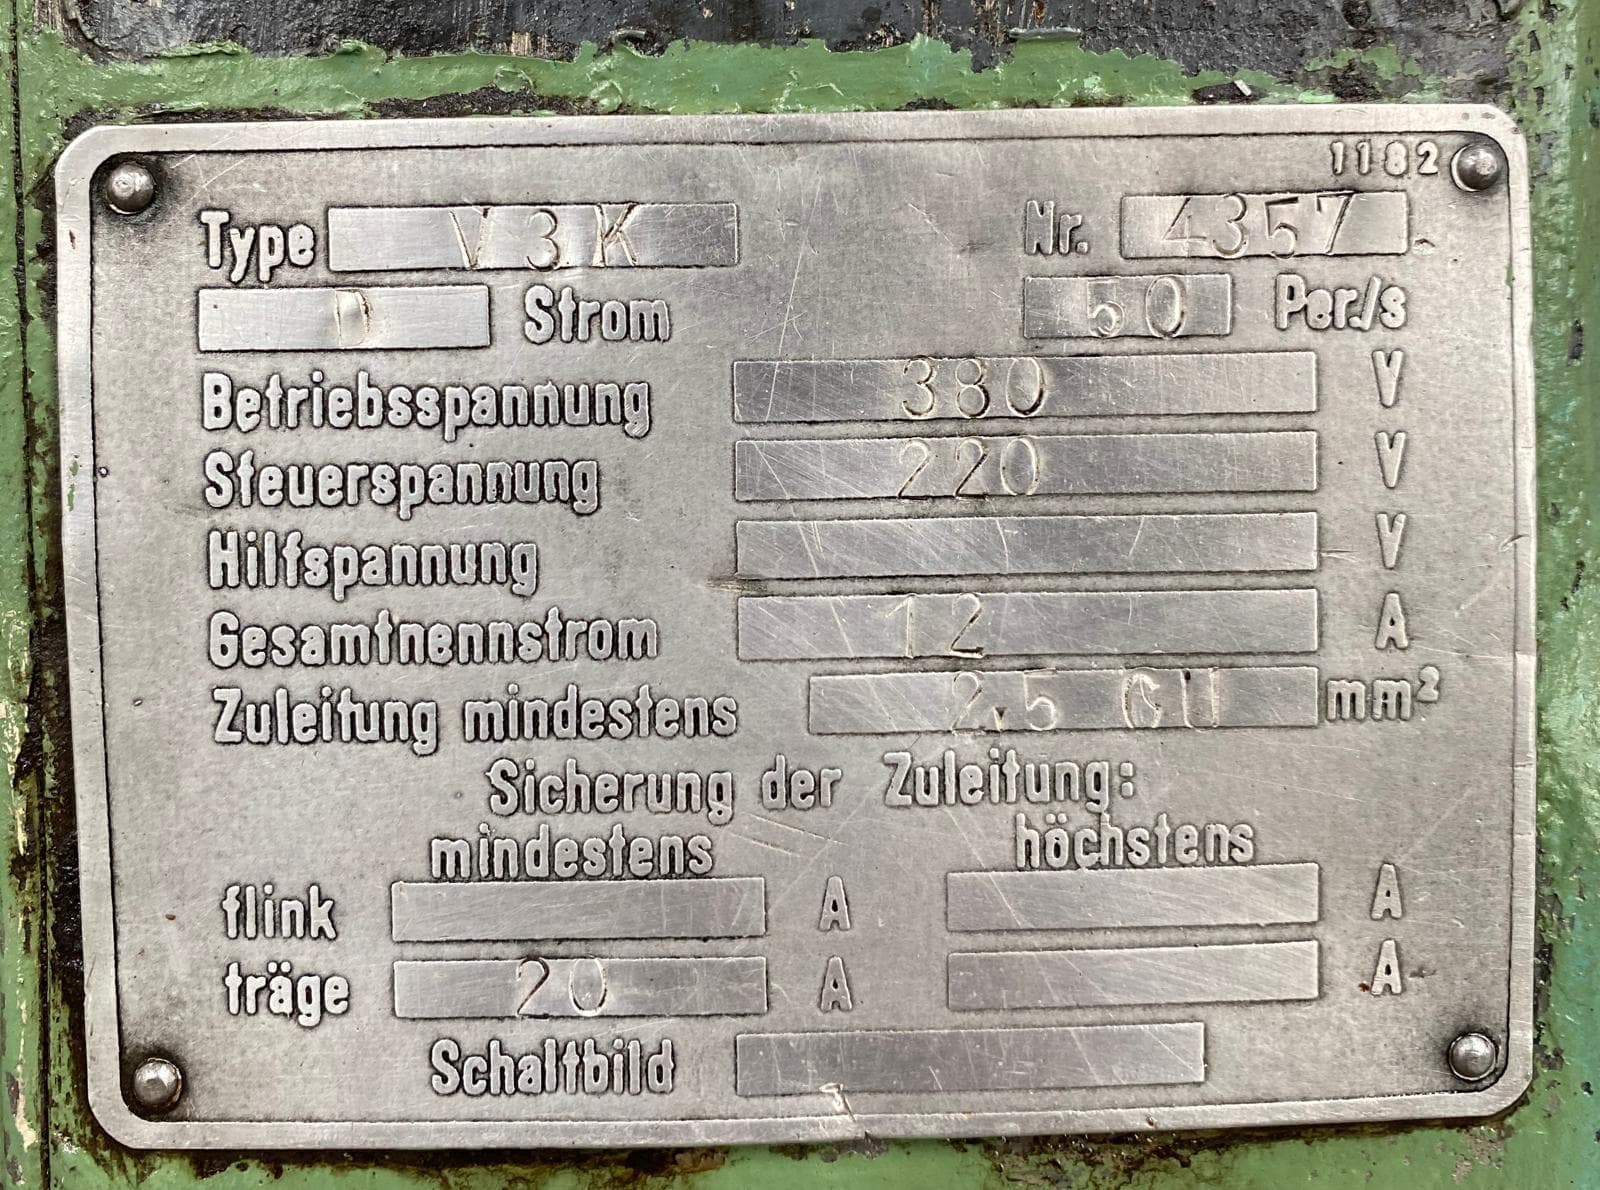 1182
Type V3K Nr. 4357
D Strom 50 Per./s
Betriebsspannung 380 V
Steuerspannung 220 V
Hilfspannung V
Gesamtnennstrom 12 A
Zuleitung mindestens 2.5 CU mm²
Sicherung der Zuleitung:
mindestens höchstens
flink A A
träge 20 A A
Schaltbild